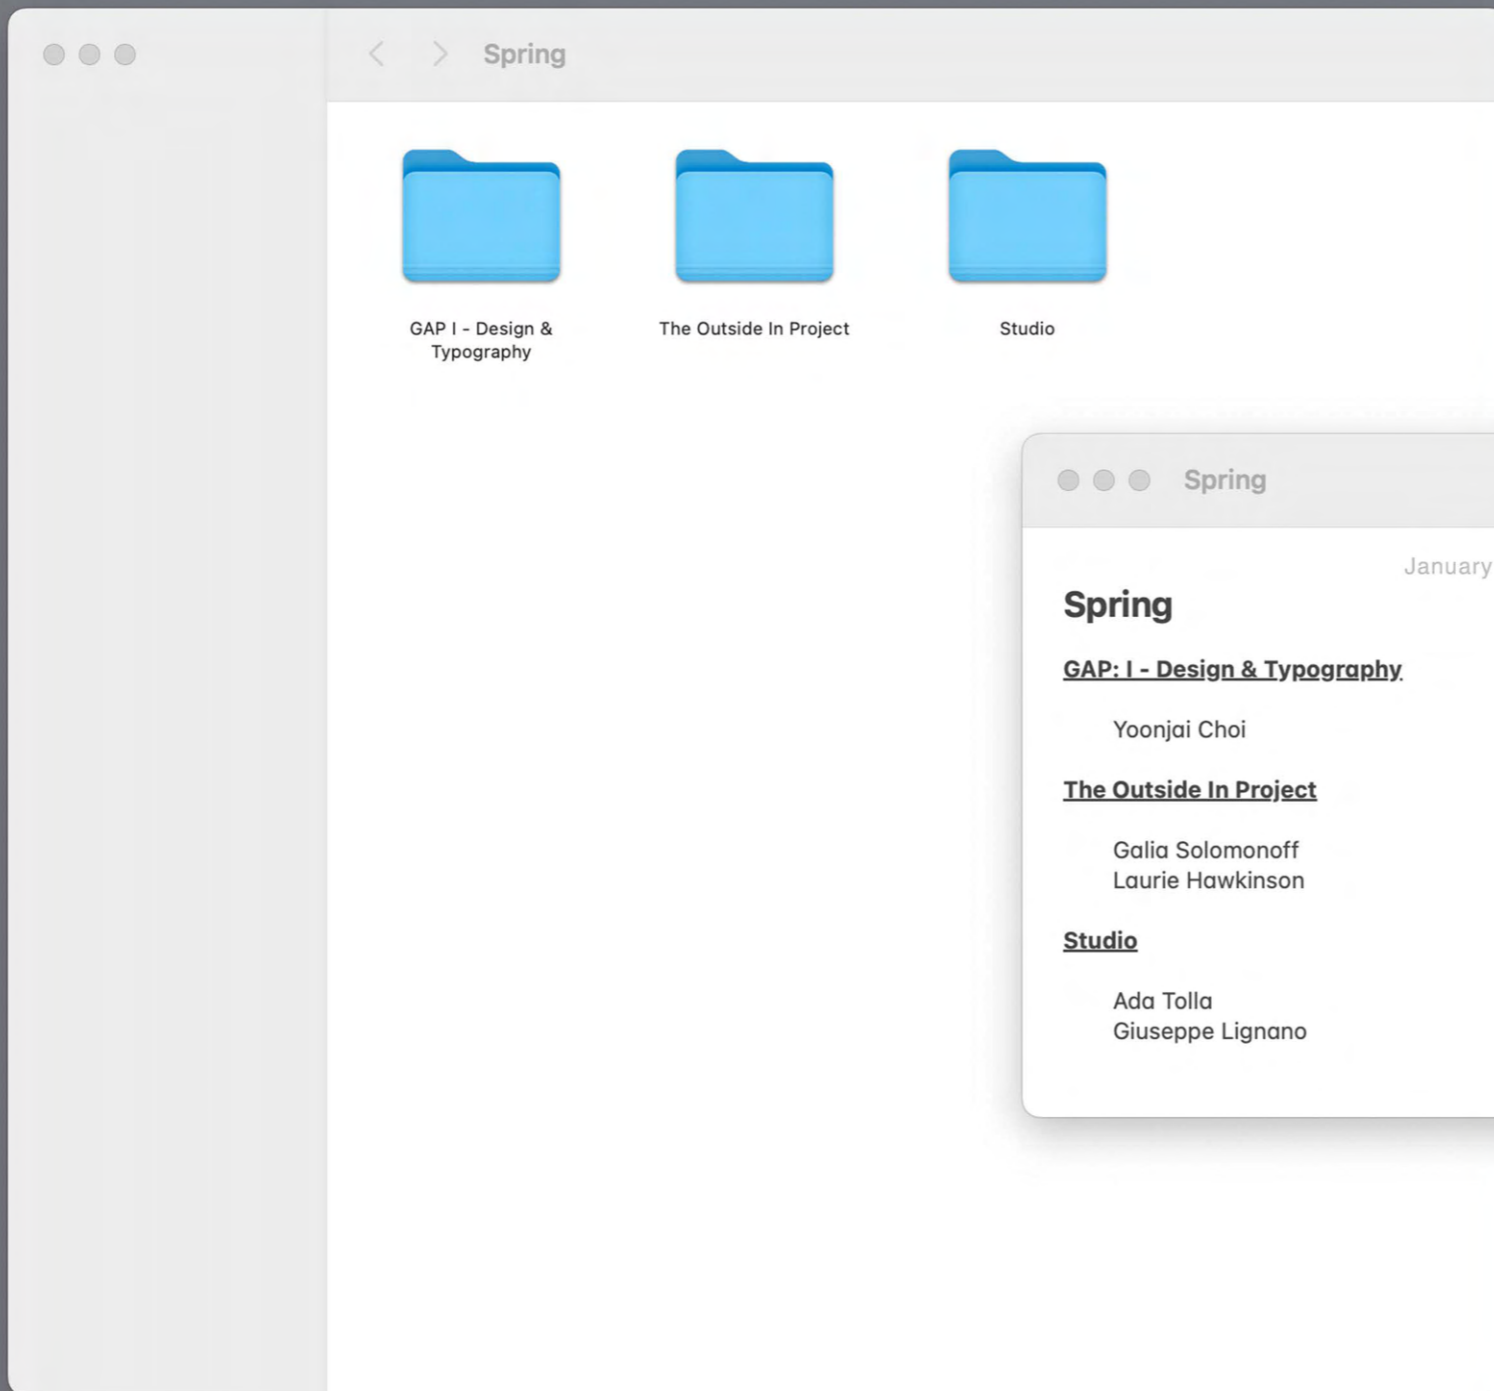 Spring
GAP I - Design &
Typography
The Outside In Project
Studio
Spring
January
Spring
GAP: I - Design & Typography
Yoonjai Choi
The Outside In Project
Galia Solomonoff
Laurie Hawkinson
Studio
Ada Tolla
Giuseppe Lignano